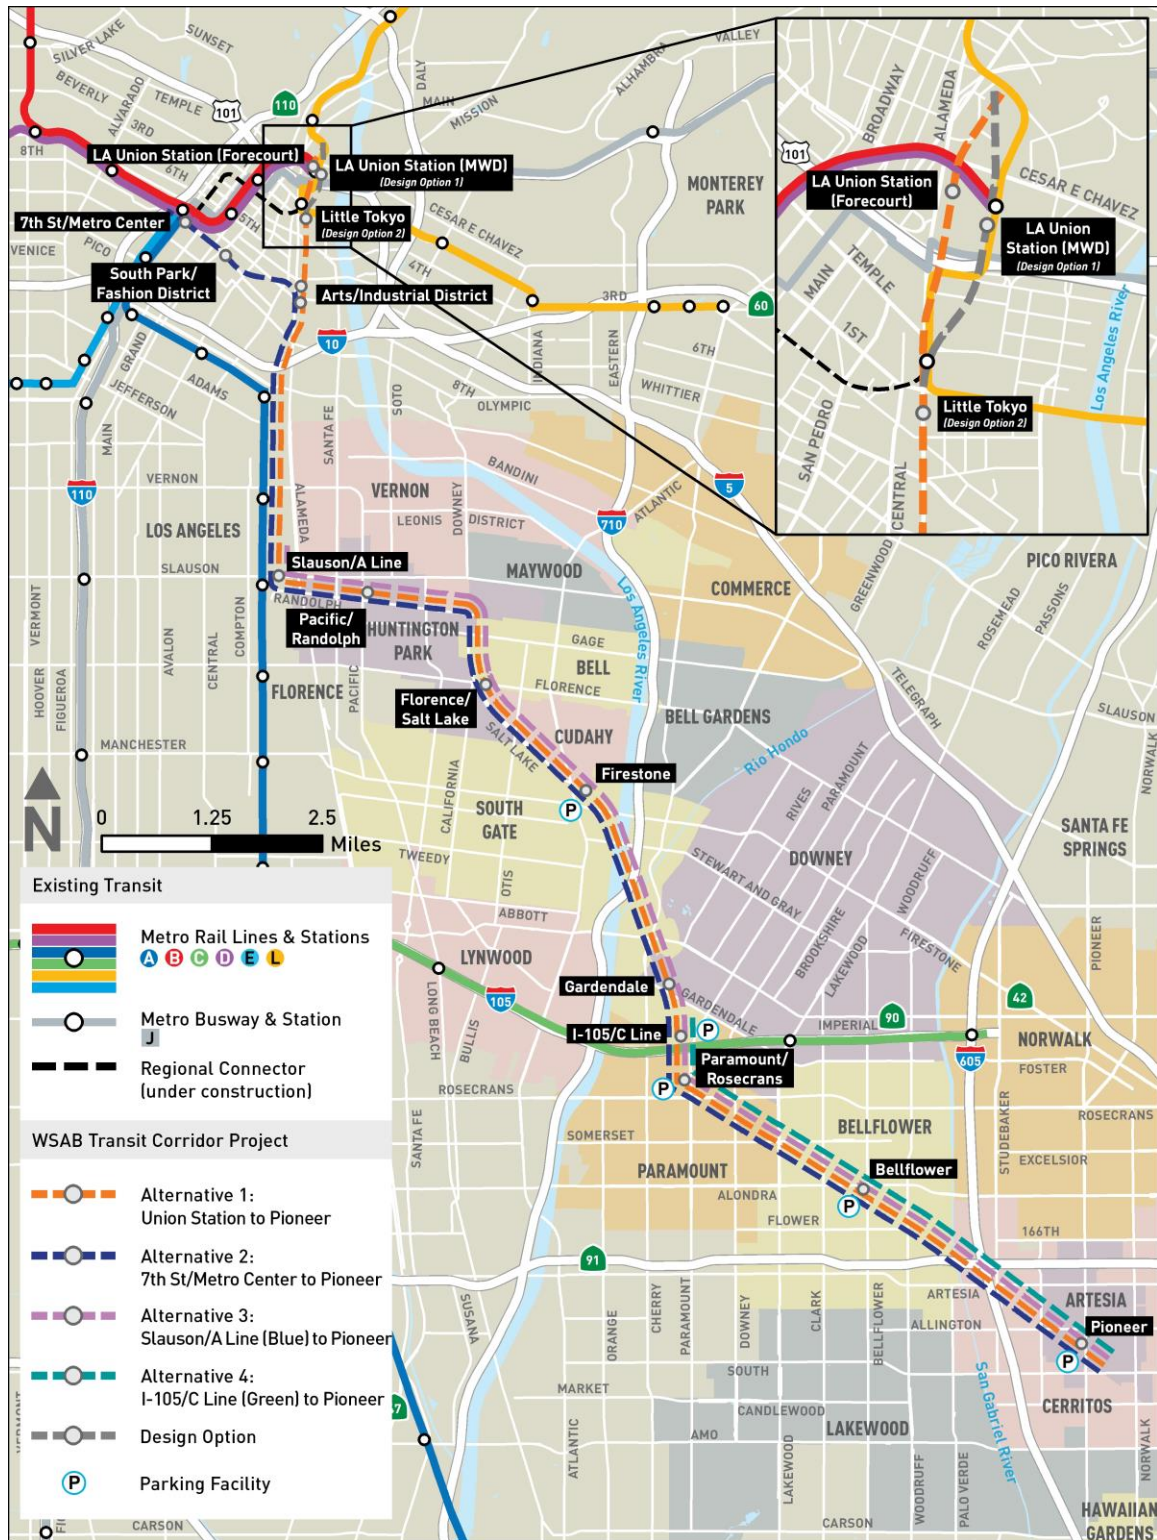 SILVER LAKE
SUNSET
BEVERLY
ALVARADO
TEMPLE
3RD
6TH
8TH
5TH
101
110
DALY
MAIN
MISSION
ALHAMBRA
VALLEY
LA Union Station (Forecourt)
LA Union Station (MWD)
(Design Option 1)
7th St/Metro Center
Little Tokyo
(Design Option 2)
MONTEREY
PARK
VENICE
PICO
CESAR E CHAVEZ
4TH
South Park/
Fashion District
Arts/Industrial District
3RD
60
10
GRAND
ADAMS
JEFFERSON
MAIN
INDIANA
EASTERN
6TH
WHITTIER
8TH
OLYMPIC
SOTO
SANTA FE
101
BROADWAY
ALAMEDA
LA Union Station
(Forecourt)
CESAR E CHAVEZ
LA Union
Station (MWD)
(Design Option 1)
MAIN
TEMPLE
1ST
Los Angeles River
Little Tokyo
(Design Option 2)
SAN PEDRO
CENTRAL
110
VERNON
LOS ANGELES
SLAUSON
ALAMEDA
VERNON
LEONIS
DISTRICT
DOWNEY
BANDINI
ATLANTIC
710
5
Slauson/A Line
MAYWOOD
COMMERCE
GREENWOOD
PICO RIVERA
ROSEMEAD
PASSONS
RANDOLPH
Pacific/
Randolph
HUNTINGTON
PARK
Los Angeles River
GAGE
BELL
FLORENCE
VERMONT
HOOVER
FIGUEROA
AVALON
CENTRAL
COMPTON
FLORENCE
PACIFIC
Florence/
Salt Lake
SALT LAKE
CUDAHY
BELL GARDENS
TELEGRAPH
SLAUSON
NORWALK
MANCHESTER
Rio Hondo
Firestone
P
N
0
1.25
2.5
Miles
CALIFORNIA
SOUTH
GATE
TWEEDY
OTIS
ABBOTT
RIVES
PARAMOUNT
DOWNEY
STEWART AND GRAY
WOODRUFF
BROOKSHIRE
LAKEWOOD
FIRESTONE
SANTA FE
SPRINGS
PIONEER
Existing Transit
Metro Rail Lines & Stations
A B C D E L
Metro Busway & Station
J
Regional Connector
(under construction)
LYNWOOD
105
LONG BEACH
BULLIS
Gardendale
GARDENDALE
I-105/C Line
P
IMPERIAL
90
42
605
NORWALK
FOSTER
Paramount/
Rosecrans
P
ROSECRANS
ROSECRANS
SANTA FE
SOMERSET
PARAMOUNT
BELLFLOWER
STUDEBAKER
EXCELSIOR
Bellflower
P
ALONDRA
FLOWER
166TH
91
WSAB Transit Corridor Project
Alternative 1:
Union Station to Pioneer
Alternative 2:
7th St/Metro Center to Pioneer
Alternative 3:
Slauson/A Line (Blue) to Pioneer
Alternative 4:
I-105/C Line (Green) to Pioneer
Design Option
P
Parking Facility
SUSANA
ORANGE
CHERRY
PARAMOUNT
DOWNEY
CLARK
BELLFLOWER
ARTESIA
ALLINGTON
ARTESIA
Pioneer
P
SOUTH
MARKET
CANDLEWOOD
AMO
LAKEWOOD
San Gabriel River
CERRITOS
ATLANTIC
LAKEWOOD
WOODRUFF
PALO VERDE
NORWALK
47
VERMONT
CARSON
CARSON
HAWAIIAN
GARDENS